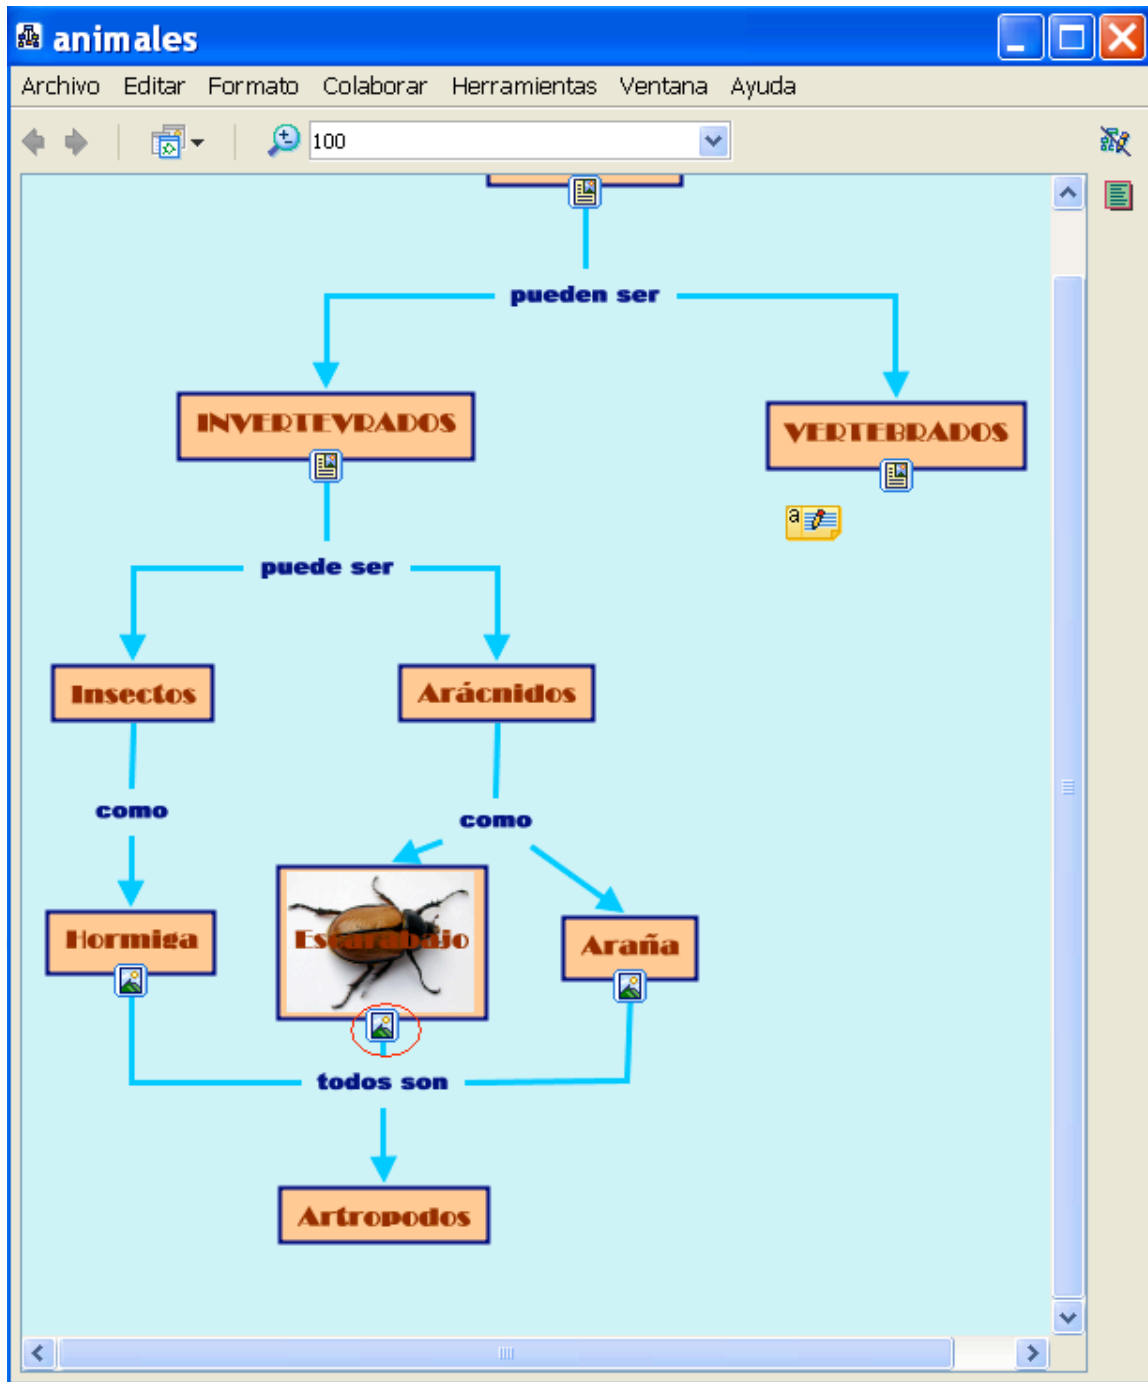 animales
Archivo Editar Formato Colaborar Herramientas Ventana Ayuda
100
pueden ser
INVERTEVRADOS
VERTEBRADOS
a
puede ser
Insectos
Arácnidos
como
como
Hormiga
Escarabajo
Araña
todos son
Artropodos